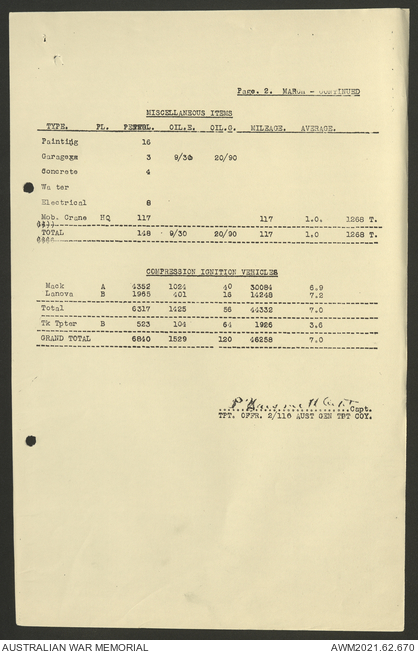 Page. 2. MARCH - CONTINUED
MISCELLANEOUS ITEMS
TYPH. PL. PETROL. OIL.E. OIL.G. MILEAGE. AVERAGE.
Painting 16
Garagegx 3 9/30 20/90
Concrete 4
Water
Electrical 8
Mob. Crane HQ 117 117 1.0. 1268 T.
TOTAL 148 9/30 20/90 117 1.0 1268 T.
COMPRESSION IGNITION VEHICLES
Mack A 4352 1024 40 30084 6.9
Lanova B 1965 401 16 14248 7.2
Total 6317 1425 56 44332 7.0
Tk Tpter B 523 104 64 1926 3.6
GRAND TOTAL 6840 1529 120 46258 7.0
Capt.
TPT. OFFR. 2/116 AUST GEN TPT COY.
AUSTRALIAN WAR MEMORIAL
AWM2021.62.670